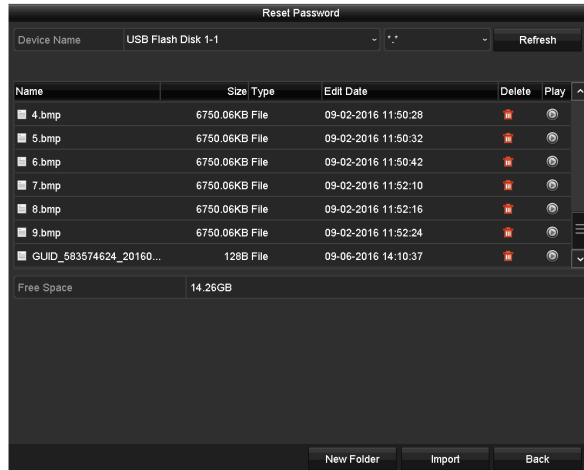 Reset Password
Device Name USB Flash Disk 1-1 *.* Refresh
Name Size Type Edit Date Delete Play
4.bmp 6750.06KB File 09-02-2016 11:50:28
5.bmp 6750.06KB File 09-02-2016 11:50:32
6.bmp 6750.06KB File 09-02-2016 11:50:42
7.bmp 6750.06KB File 09-02-2016 11:52:10
8.bmp 6750.06KB File 09-02-2016 11:52:16
9.bmp 6750.06KB File 09-02-2016 11:52:24
GUID_583574624_20160... 128B File 09-06-2016 14:10:37
Free Space 14.26GB
New Folder Import Back